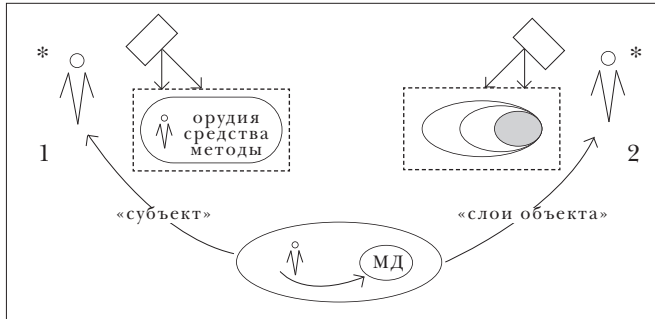 * *
орудия
средства
методы
1 2
«субъект» «слои объекта»
МД